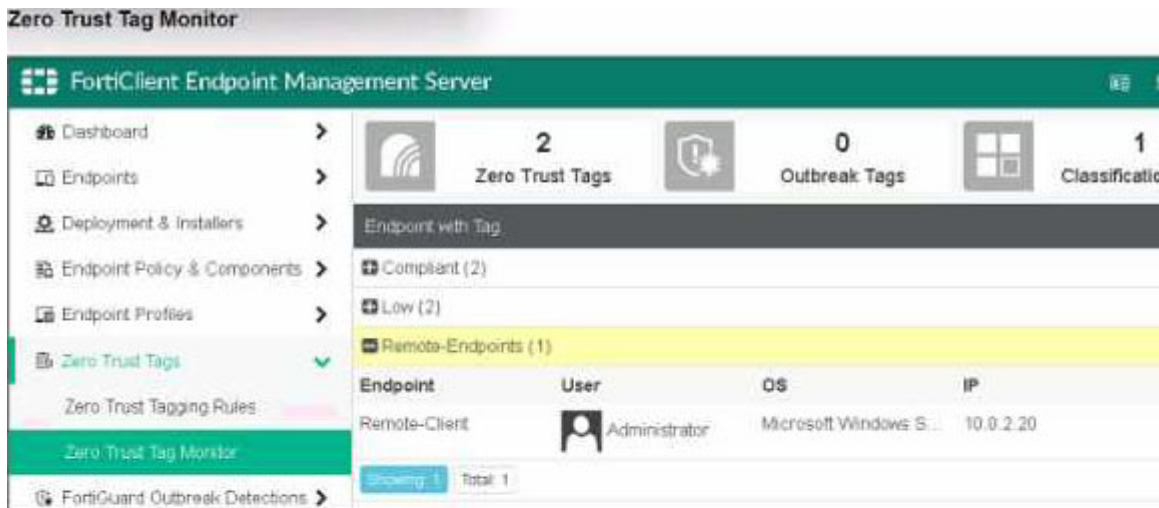 Zero Trust Tag Monitor
FortiClient Endpoint Management Server
Dashboard
Endpoints
Deployment & Installers
Endpoint Policy & Components
Endpoint Profiles
Zero Trust Tags
Zero Trust Tagging Rules
Zero Trust Tag Monitor
FortiGuard Outbreak Detections
2
Zero Trust Tags
0
Outbreak Tags
1
Classificatio
Endpoint with Tag
Compliant (2)
Low (2)
Remote-Endpoints (1)
Endpoint User OS IP
Remote-Client Administrator Microsoft Windows S... 10.0.2.20
Showing: 1 Total: 1